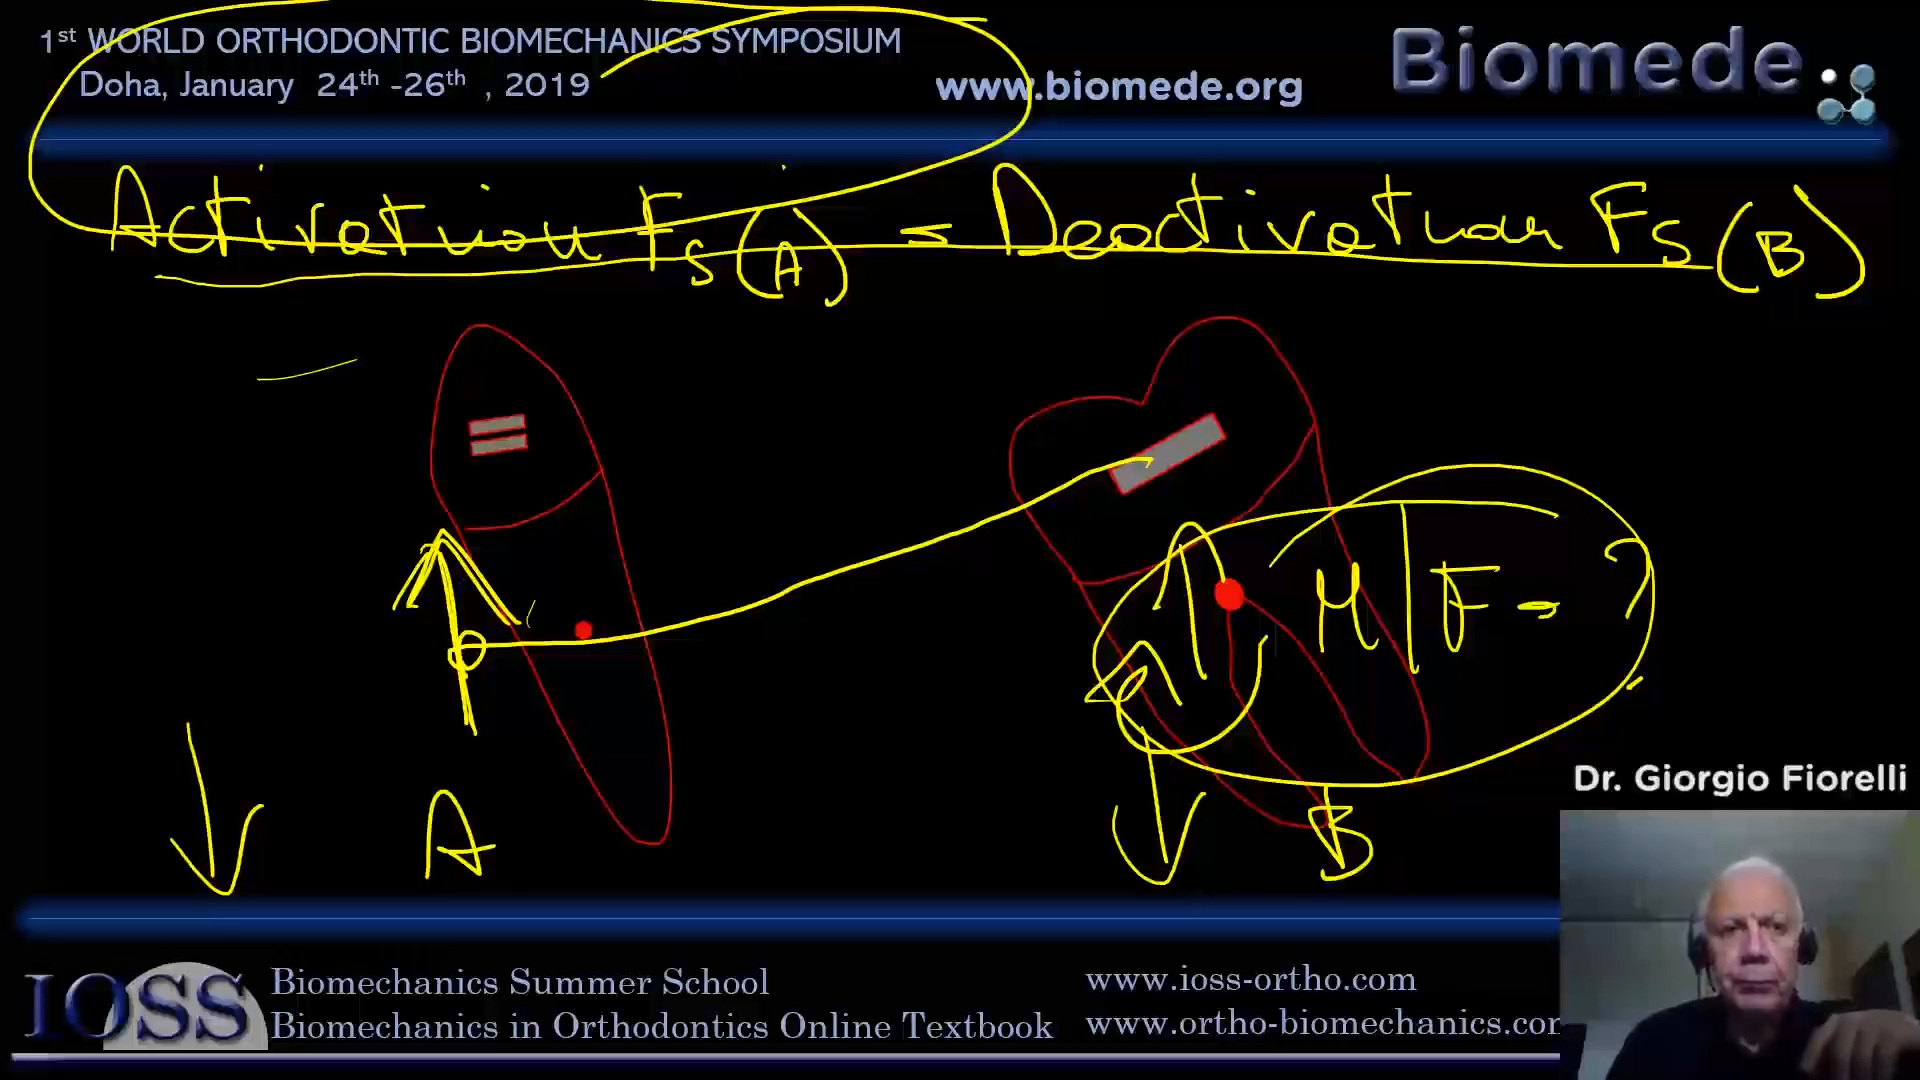 1st WORLD ORTHODONTIC BIOMECHANICS SYMPOSIUM
Doha, January 24th -26th , 2019
www.biomede.org
Biomede
Activation Fs (A) = Deactivation Fs (B)
M/F = ?
A
B
Dr. Giorgio Fiorelli
IOSS
Biomechanics Summer School
www.ioss-ortho.com
Biomechanics in Orthodontics Online Textbook
www.ortho-biomechanics.com